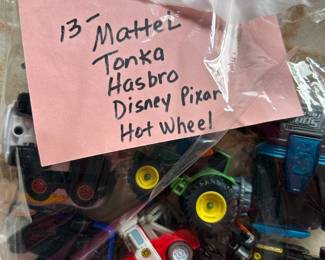 13- Mattel
Tonka
Hasbro
Disney Pixar
Hot Wheel